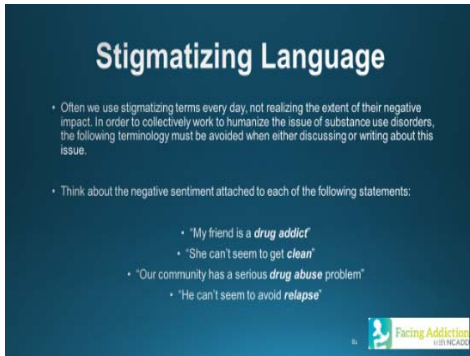 Stigmatizing Language
• Often we use stigmatizing terms every day, not realizing the extent of their negative
impact. In order to collectively work to humanize the issue of substance use disorders,
the following terminology must be avoided when either discussing or writing about this
issue.
• Think about the negative sentiment attached to each of the following statements:
• "My friend is a drug addict"
• "She can't seem to get clean"
• "Our community has a serious drug abuse problem"
• "He can't seem to avoid relapse"
Facing Addiction
with NCADD